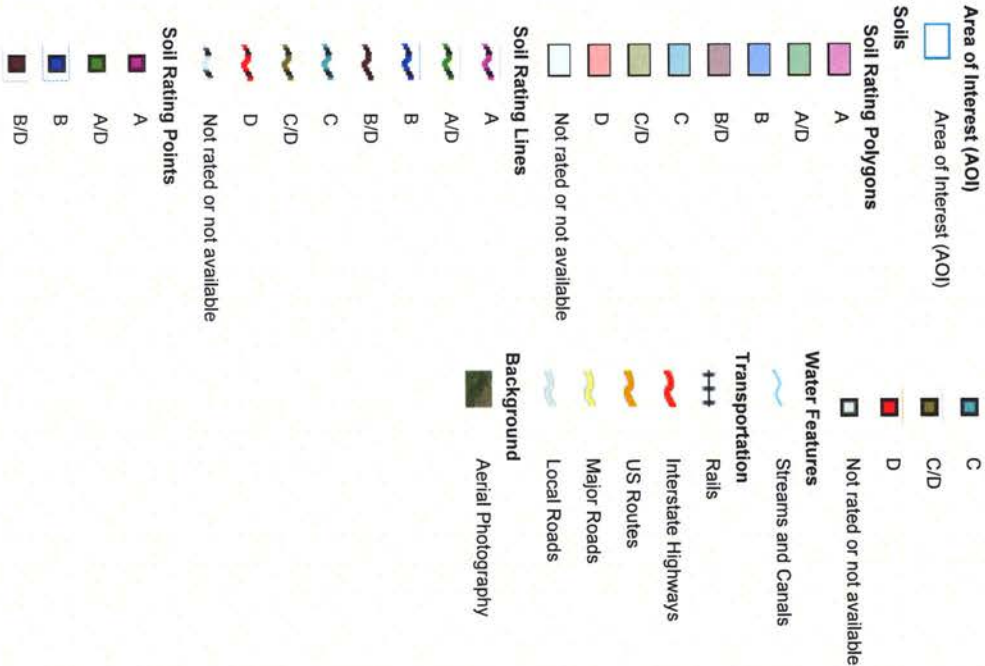 Area of Interest (AOI)
Area of Interest (AOI)
Soils
Soil Rating Polygons
A
A/D
B
B/D
C
C/D
D
Not rated or not available
Soil Rating Lines
A
A/D
B
B/D
C
C/D
D
Not rated or not available
Soil Rating Points
A
A/D
B
B/D
C
C/D
D
Not rated or not available
Water Features
Streams and Canals
Transportation
Rails
Interstate Highways
US Routes
Major Roads
Local Roads
Background
Aerial Photography